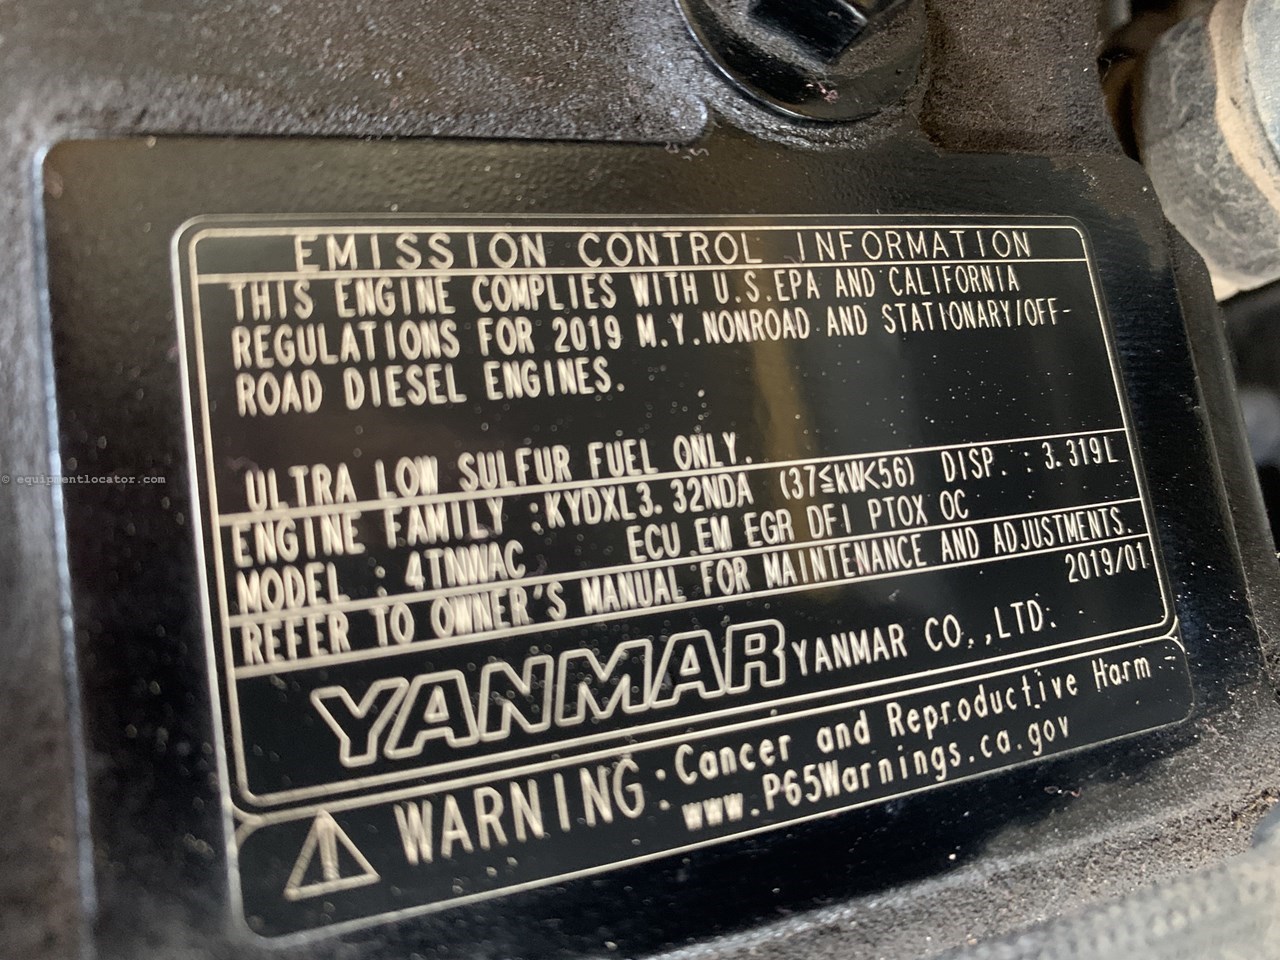 EMISSION CONTROL INFORMATION
THIS ENGINE COMPLIES WITH U.S.EPA AND CALIFORNIA
REGULATIONS FOR 2019 M.Y.NONROAD AND STATIONARY/OFF-
ROAD DIESEL ENGINES.
ULTRA LOW SULFUR FUEL ONLY.
ENGINE FAMILY :KYDXL3.32NDA (37≦kW<56) DISP. : 3.319L
MODEL : 4TNWAC ECU EM EGR DFI PTOX OC
REFER TO OWNER'S MANUAL FOR MAINTENANCE AND ADJUSTMENTS.
2019/01
YANMAR YANMAR CO.,LTD.
WARNING: Cancer and Reproductive Harm
www.P65Warnings.ca.gov
© equipmentlocator.com